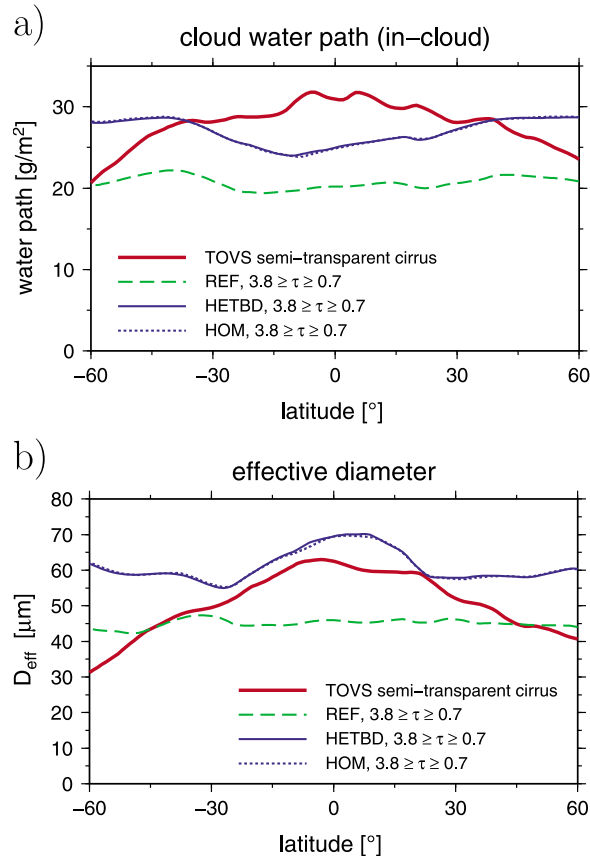 a)
cloud water path (in−cloud)
water path [g/m²]
30
20
10
0
TOVS semi−transparent cirrus
REF, 3.8 ≥ τ ≥ 0.7
HETBD, 3.8 ≥ τ ≥ 0.7
HOM, 3.8 ≥ τ ≥ 0.7
−60 −30 0 30 60
latitude [°]
b)
effective diameter
D_eff [μm]
80
70
60
50
40
30
20
10
0
TOVS semi−transparent cirrus
REF, 3.8 ≥ τ ≥ 0.7
HETBD, 3.8 ≥ τ ≥ 0.7
HOM, 3.8 ≥ τ ≥ 0.7
−60 −30 0 30 60
latitude [°]